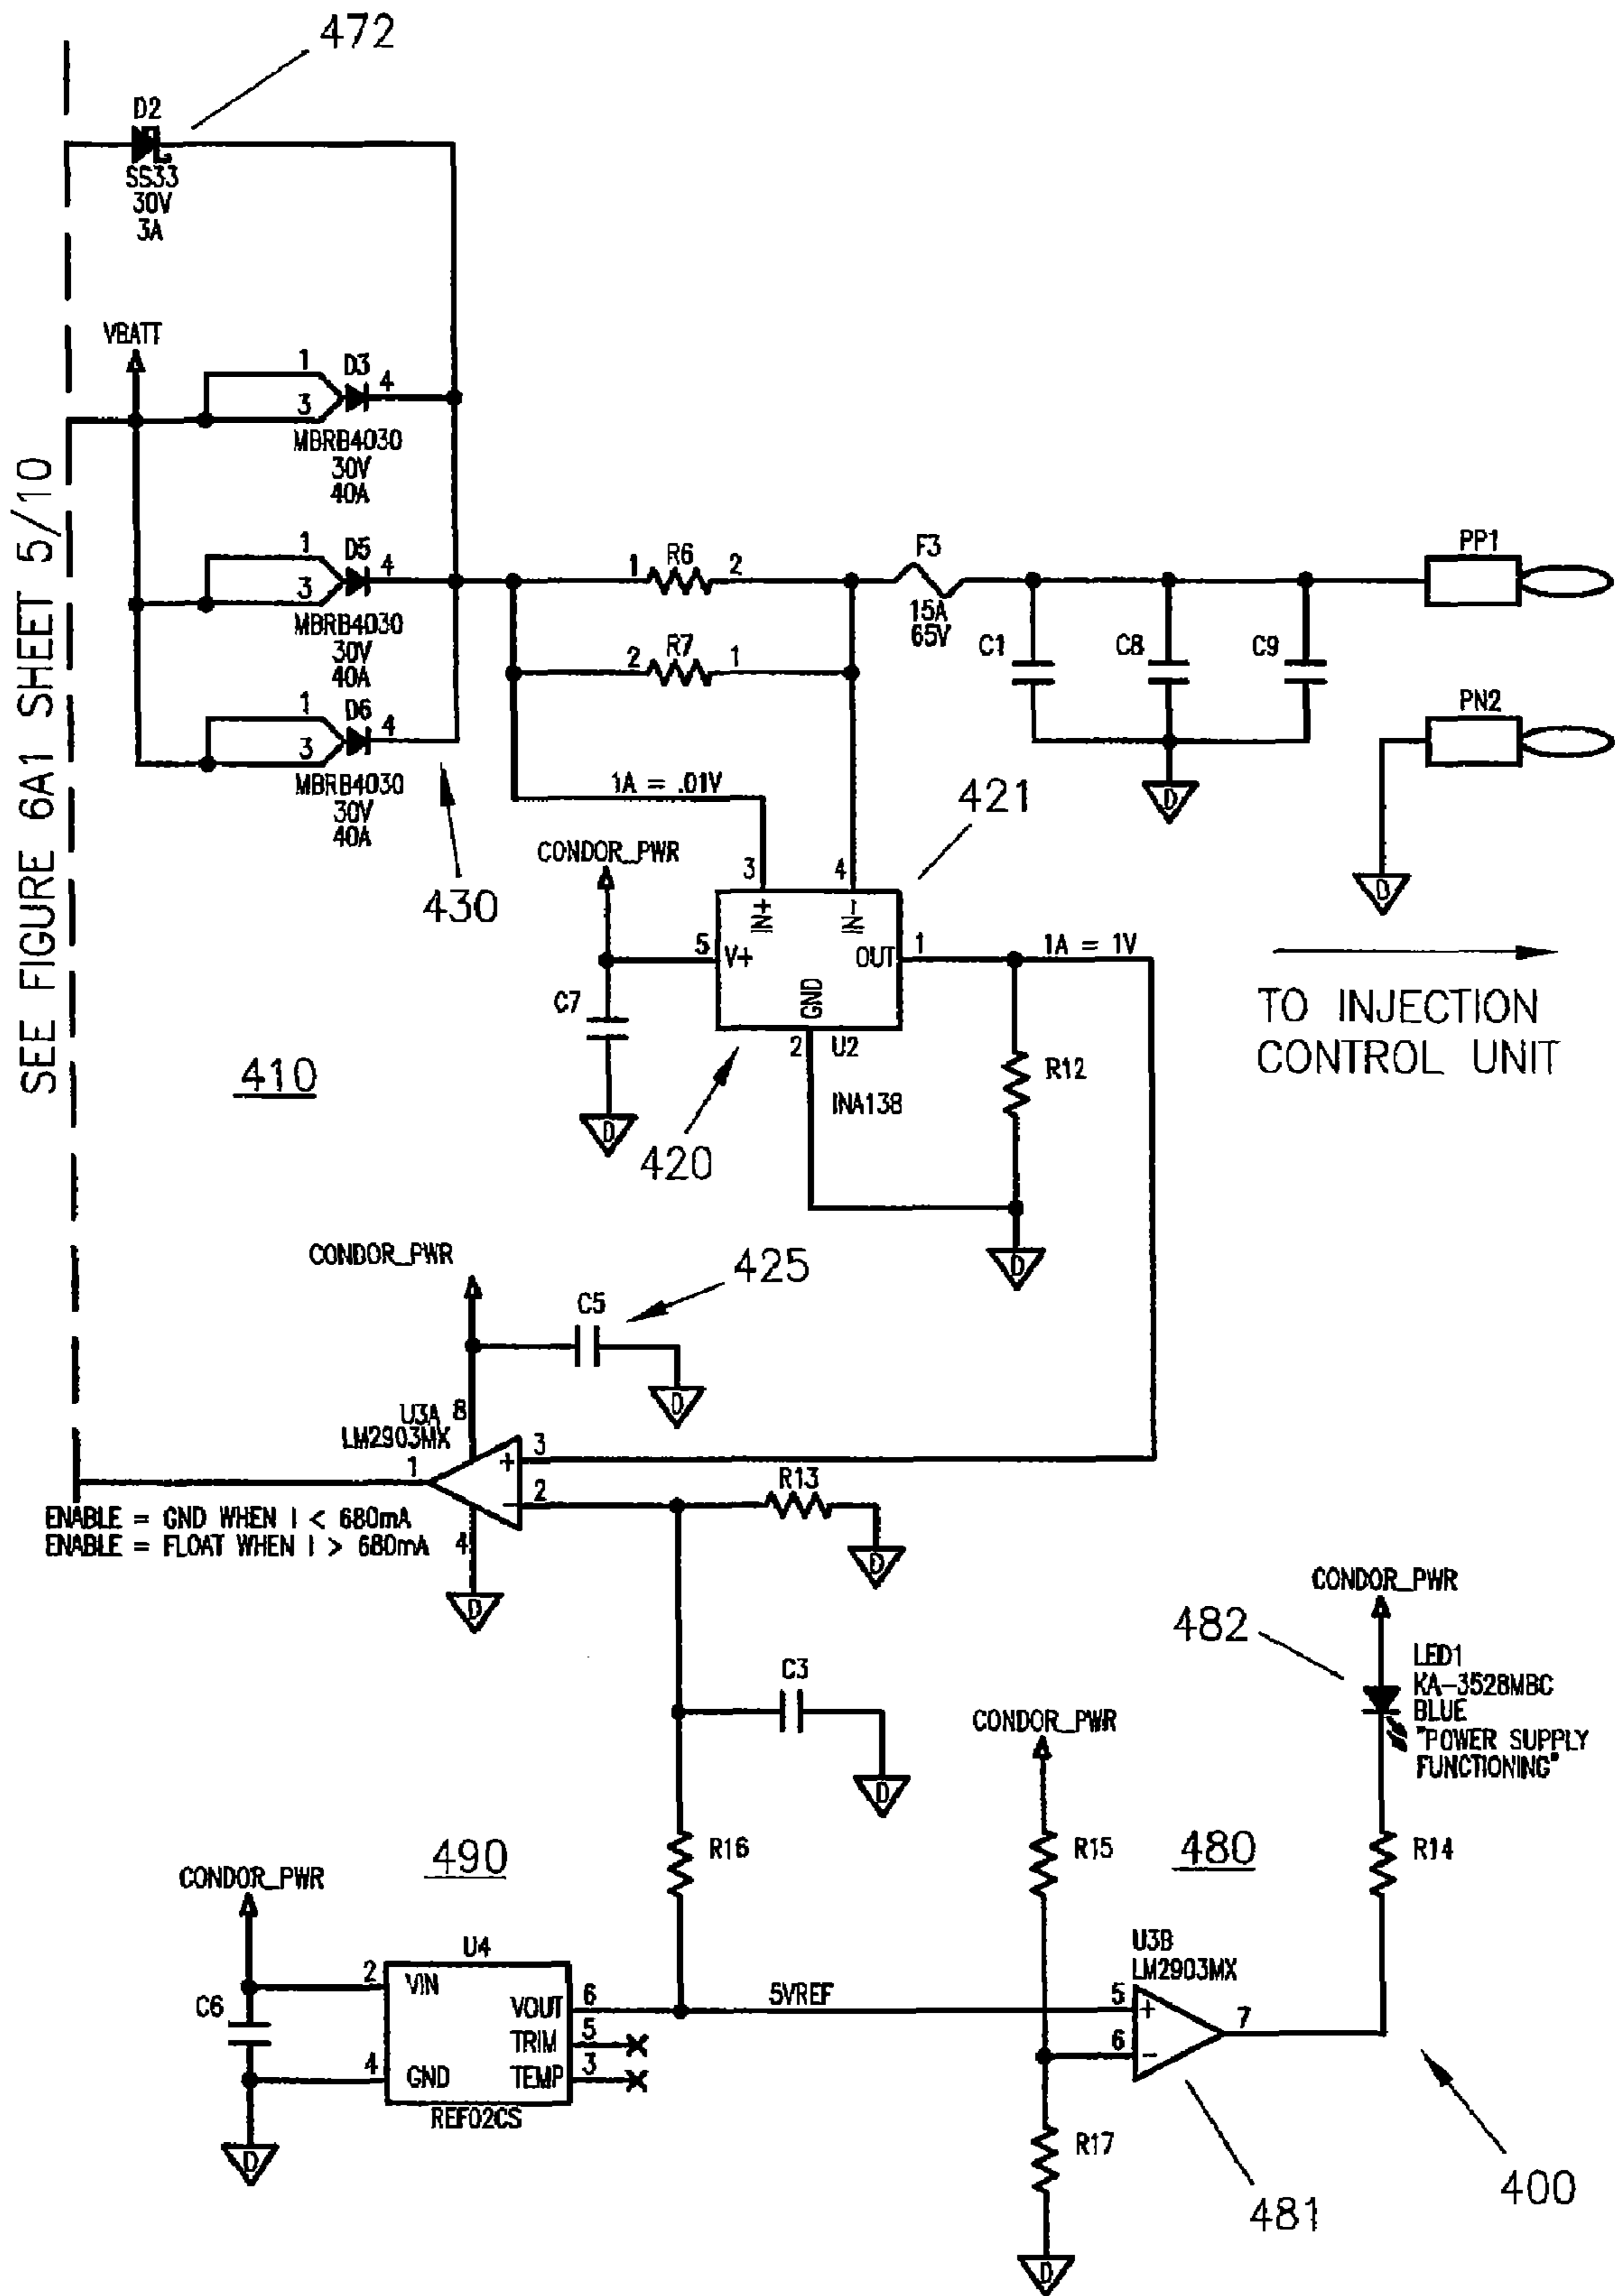 472
D2
SS33
30V
3A
VBATT
1
3
D3
4
MBRB4030
30V
40A
1
3
D5
4
MBRB4030
30V
40A
1
3
D6
4
MBRB4030
30V
40A
430
SEE FIGURE 6A1 SHEET 5/10
1
R6
2
2
R7
1
F3
15A
65V
C1
C8
C9
D
PP1
PN2
D
TO INJECTION
CONTROL UNIT
1A = .01V
421
CONDOR_PWR
3
4
IN+
IN-
5
V+
OUT
1
1A = 1V
GND
2
U2
INA138
C7
D
420
R12
D
410
CONDOR_PWR
425
C5
D
U3A
8
LM2903MX
1
+
3
-
2
4
D
R13
D
ENABLE = GND WHEN I < 680mA
ENABLE = FLOAT WHEN I > 680mA
C3
D
R16
CONDOR_PWR
482
LED1
KA-3528MBC
BLUE
"POWER SUPPLY
FUNCTIONING"
CONDOR_PWR
R15
480
R14
490
CONDOR_PWR
U4
2
VIN
C6
VOUT
6
TRIM
5
4
GND
TEMP
3
REF02CS
D
5VREF
U3B
LM2903MX
5
+
6
-
7
R17
D
481
400